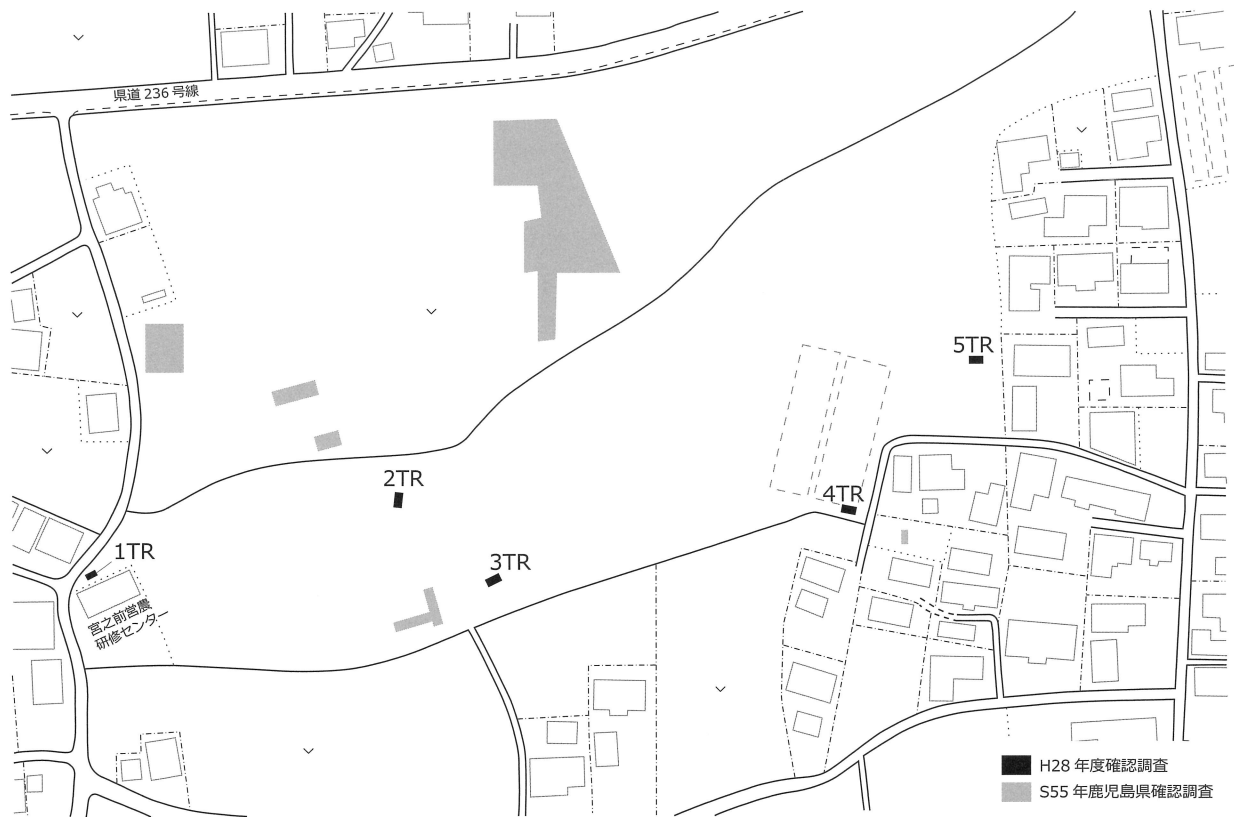 県道 236 号線
5TR
2TR
4TR
1TR
3TR
宮之前営農
研修センター
H28 年度確認調査
S55 年鹿児島県確認調査